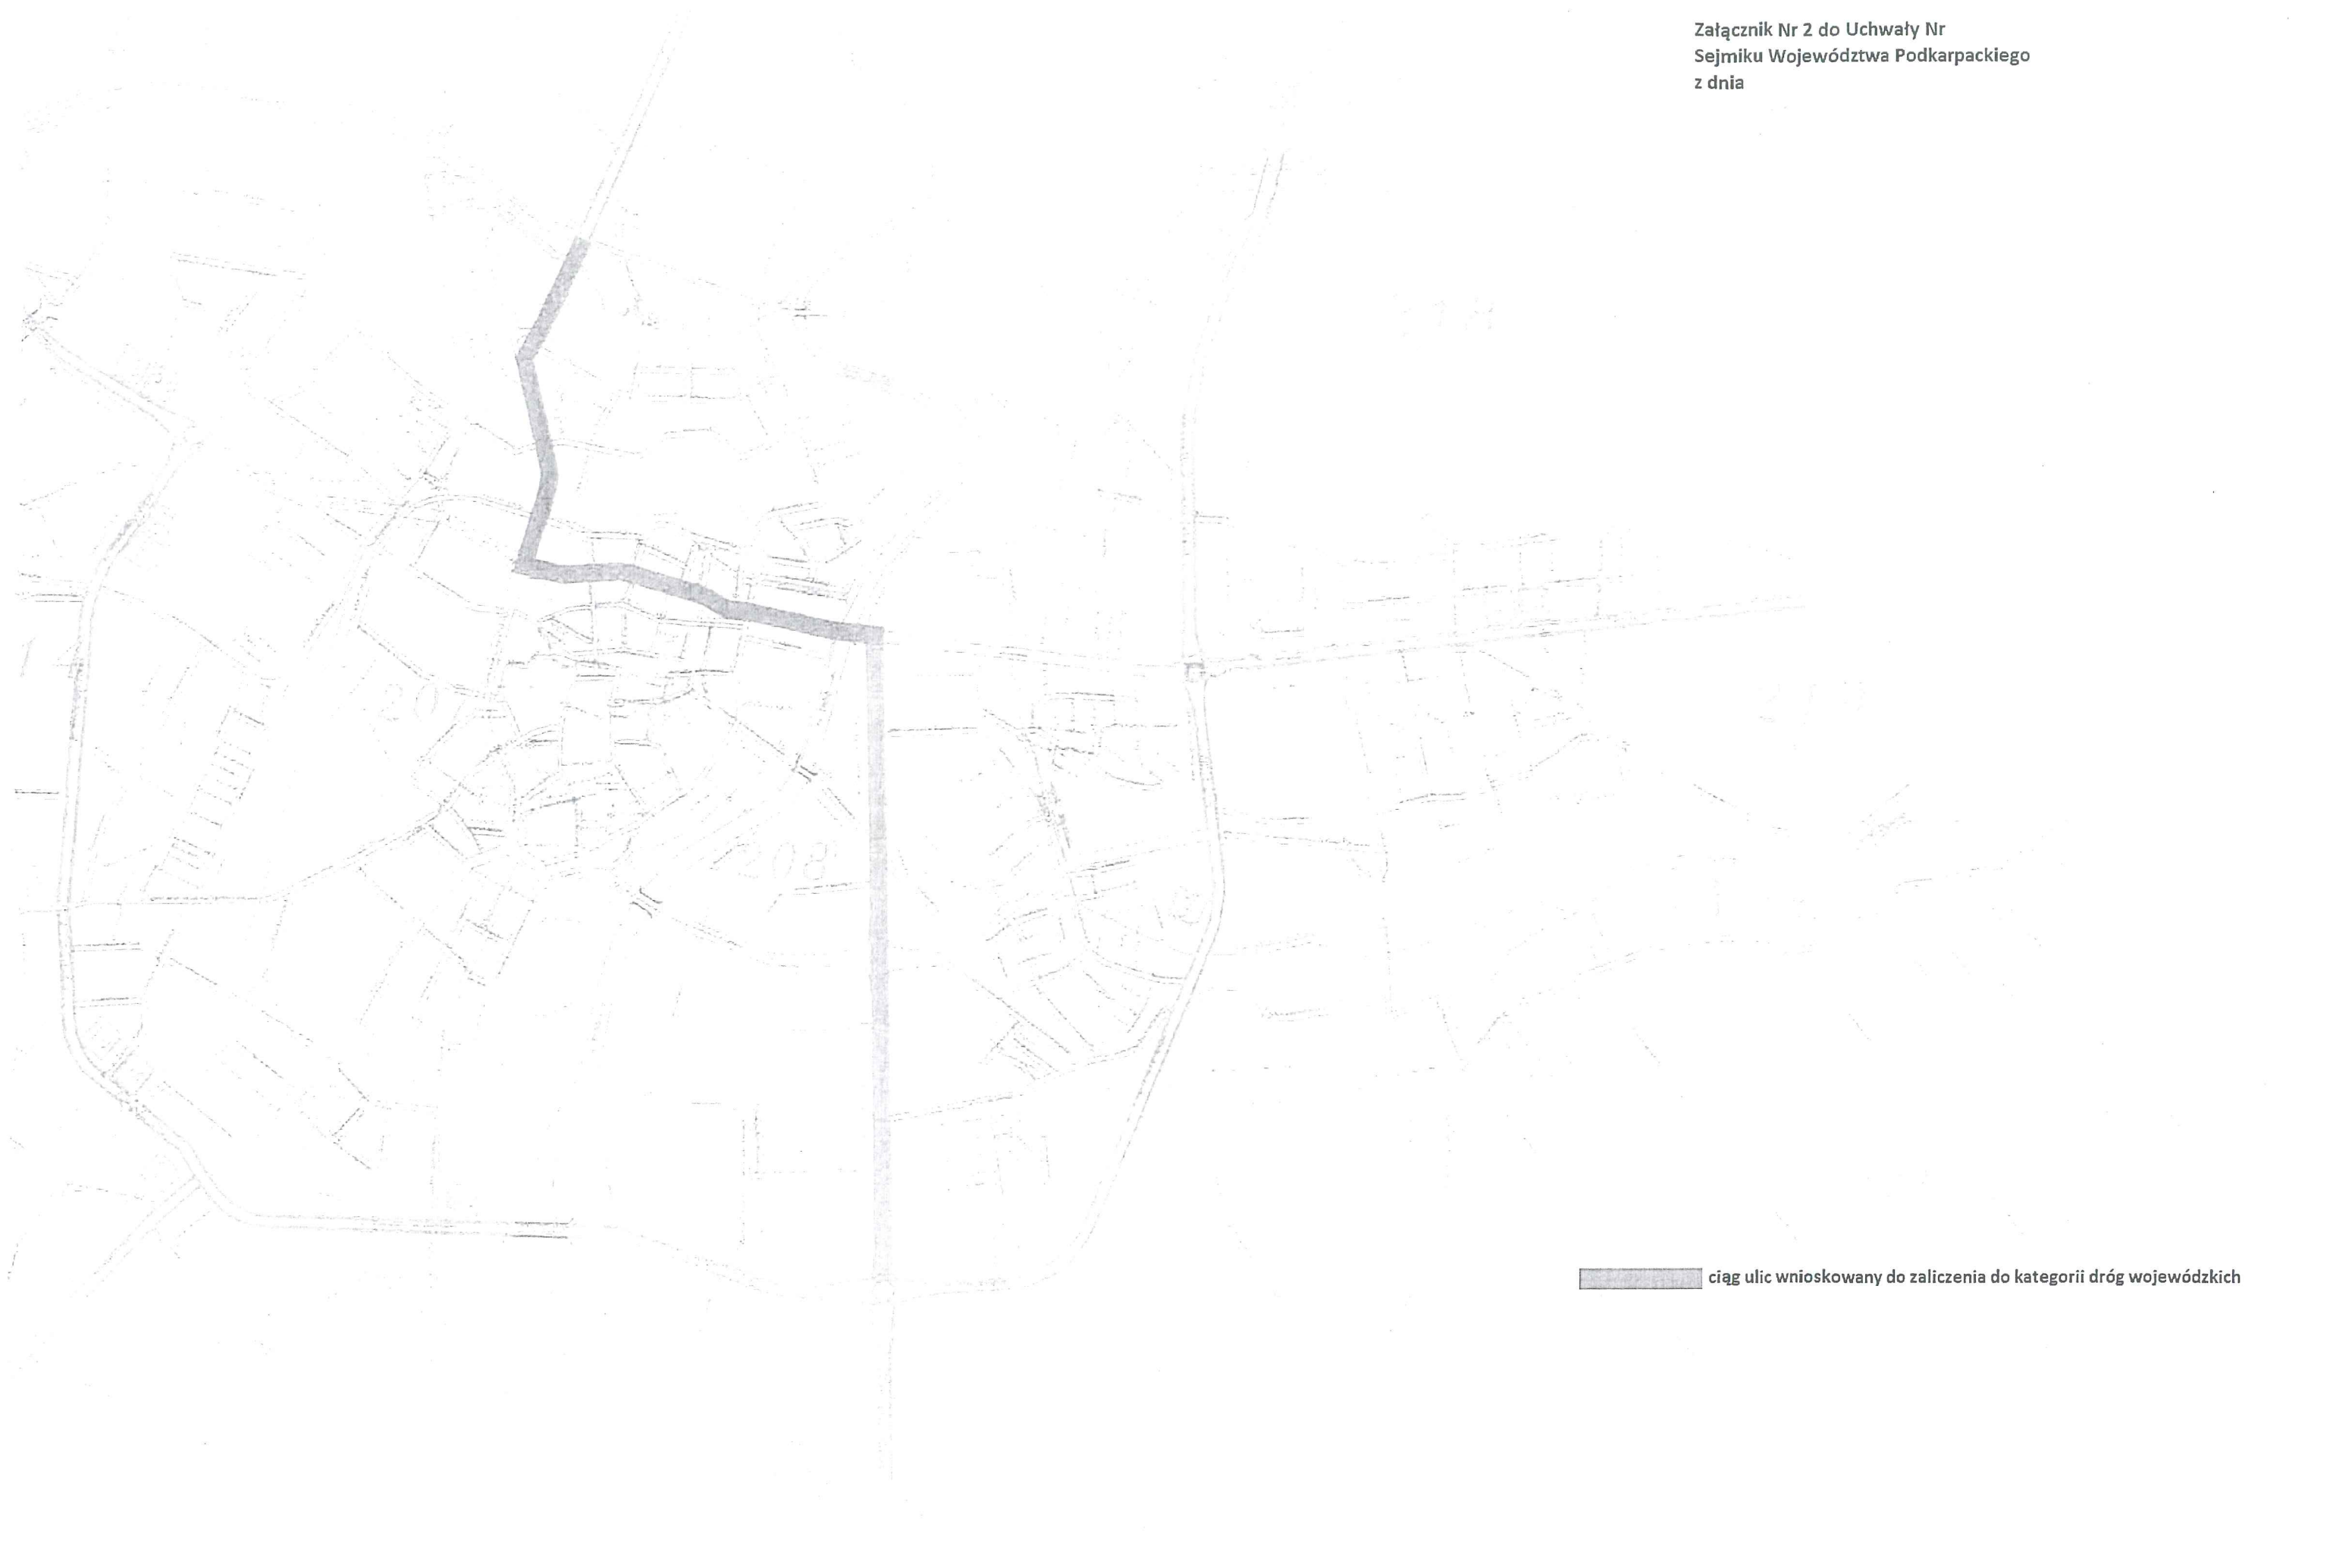 Załącznik Nr 2 do Uchwały Nr
Sejmiku Województwa Podkarpackiego
z dnia
208
ciąg ulic wnioskowany do zaliczenia do kategorii dróg wojewódzkich